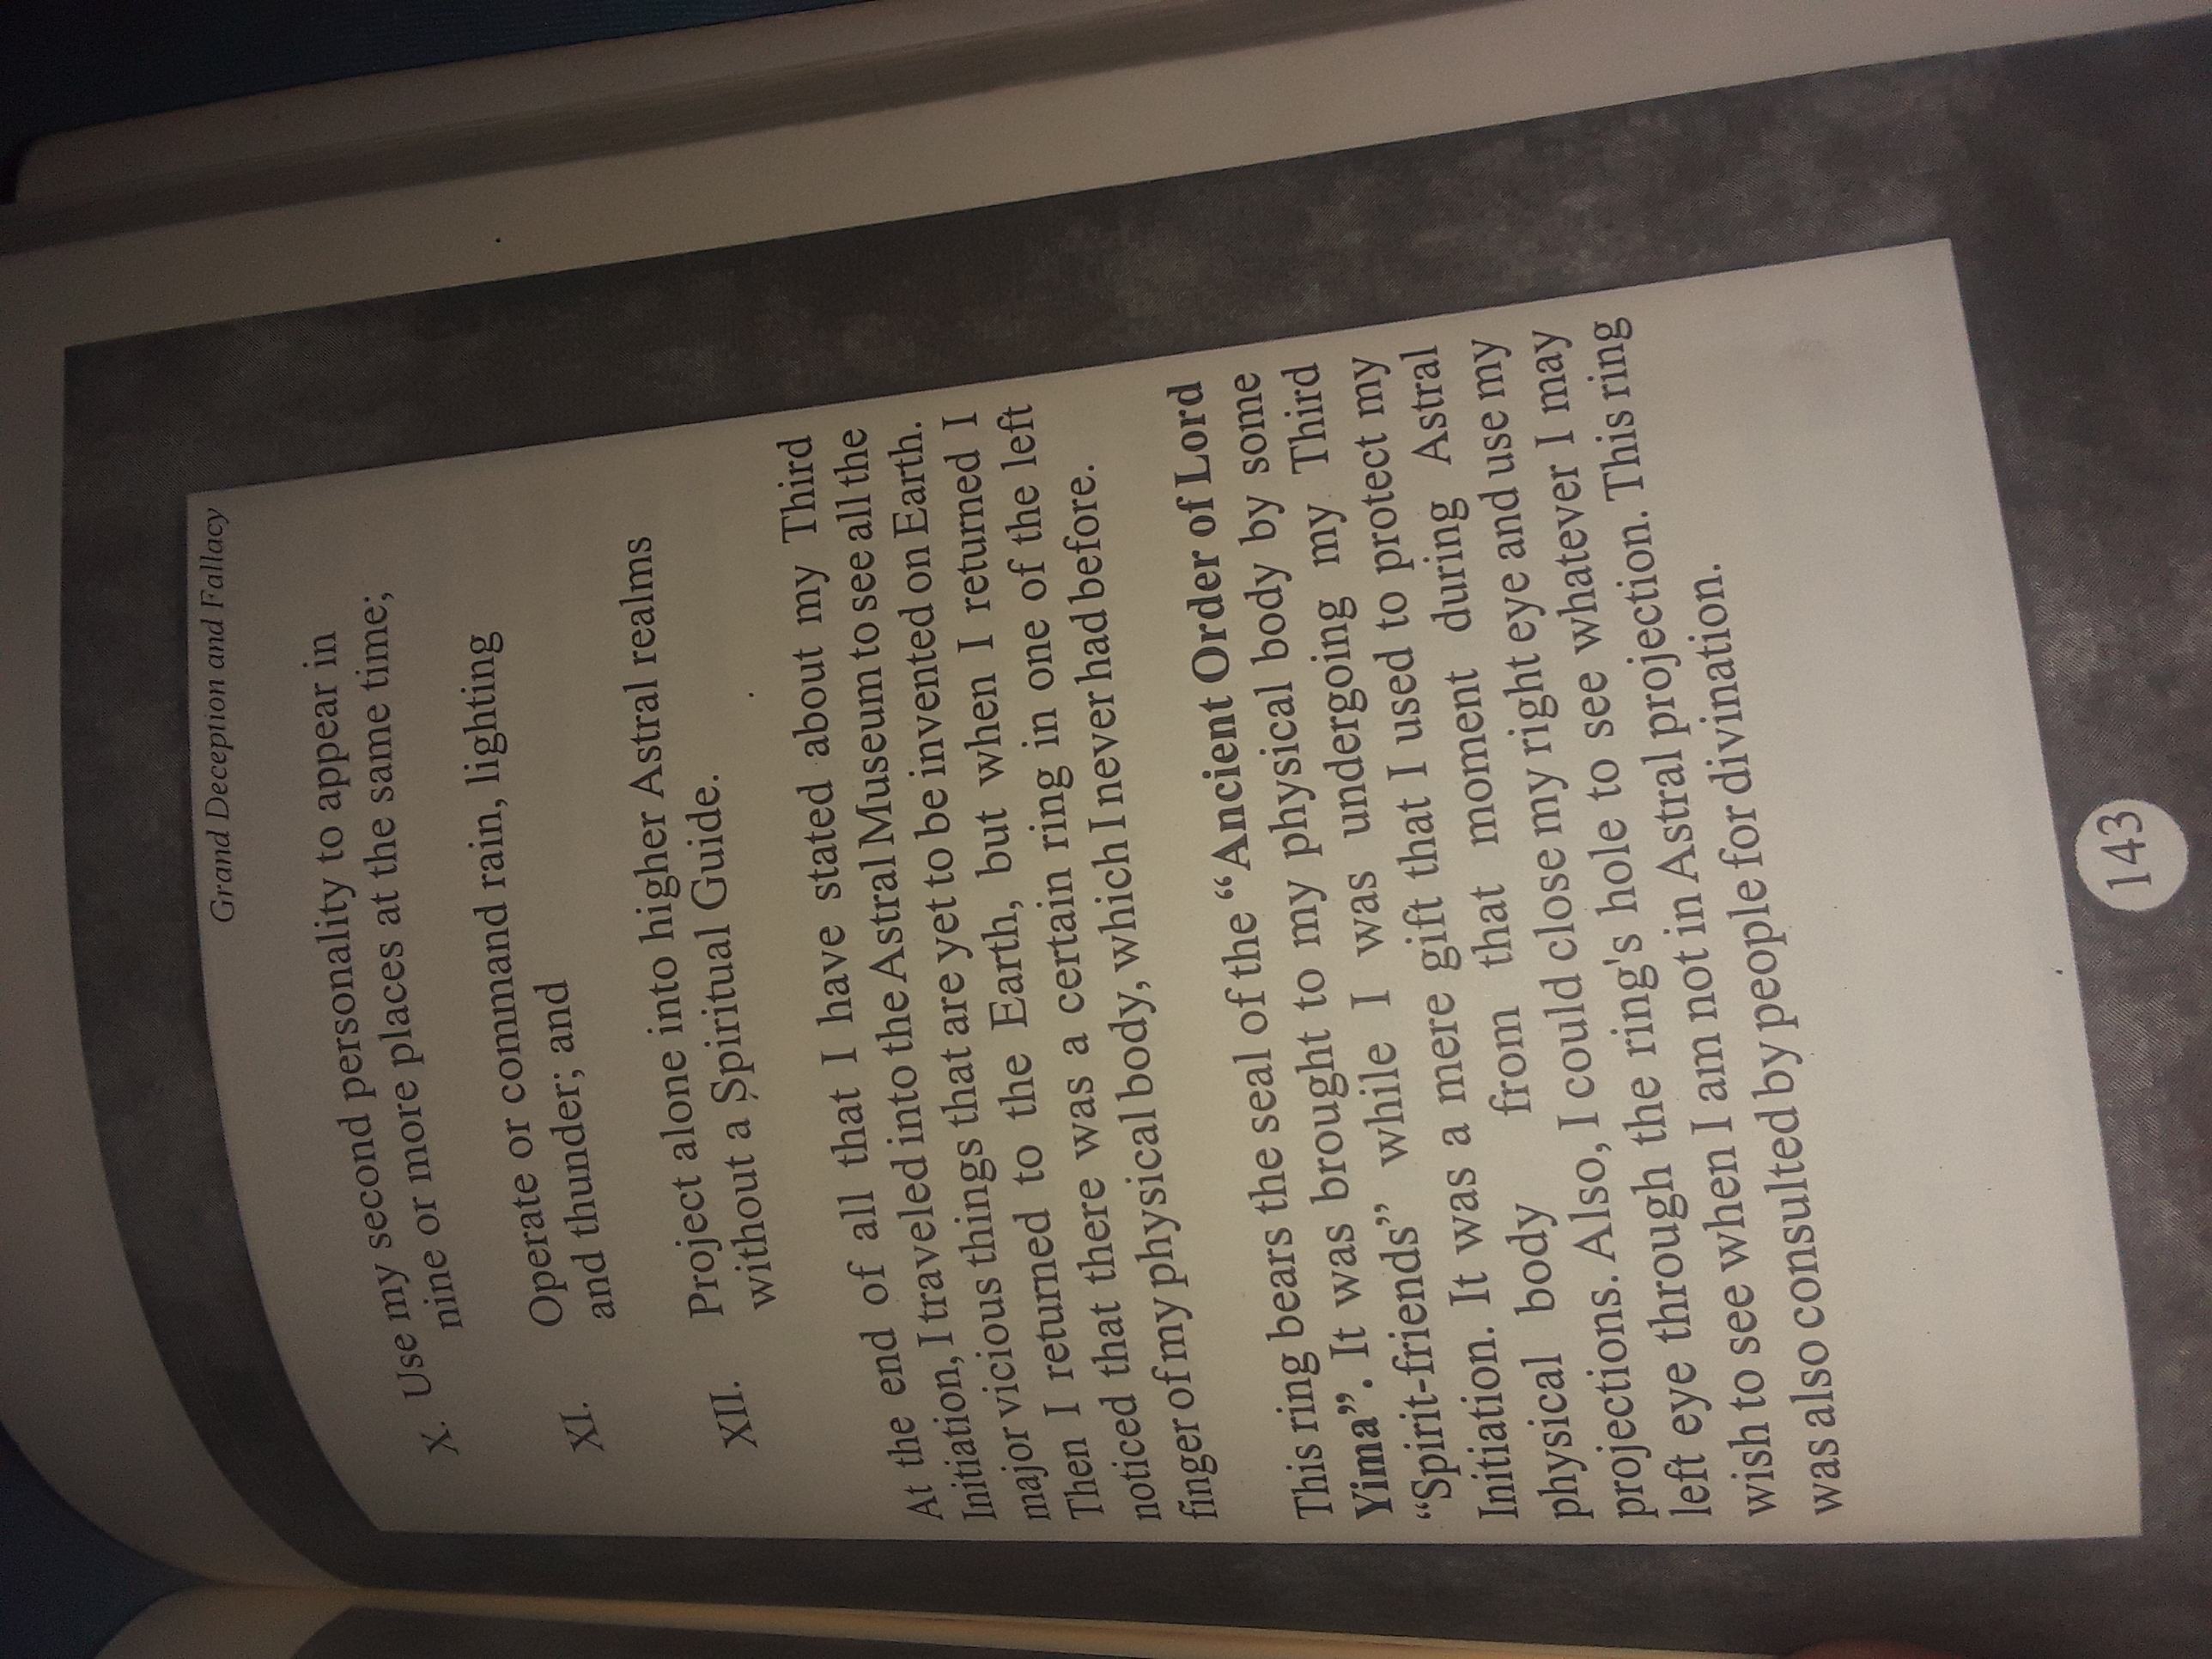 Grand Deception and Fallacy
X. Use my second personality to appear in
nine or more places at the same time;
XI. Operate or command rain, lighting
and thunder; and
XII. Project alone into higher Astral realms
without a Spiritual Guide.
At the end of all that I have stated about my Third
Initiation, I traveled into the Astral Museum to see all the
major vicious things that are yet to be invented on Earth.
Then I returned to the Earth, but when I returned I
noticed that there was a certain ring in one of the left
finger of my physical body, which I never had before.
This ring bears the seal of the “Ancient Order of Lord
Yima”. It was brought to my physical body by some
“Spirit-friends” while I was undergoing my Third
Initiation. It was a mere gift that I used to protect my
physical body from that moment during Astral
projections. Also, I could close my right eye and use my
left eye through the ring's hole to see whatever I may
wish to see when I am not in Astral projection. This ring
was also consulted by people for divination.
143